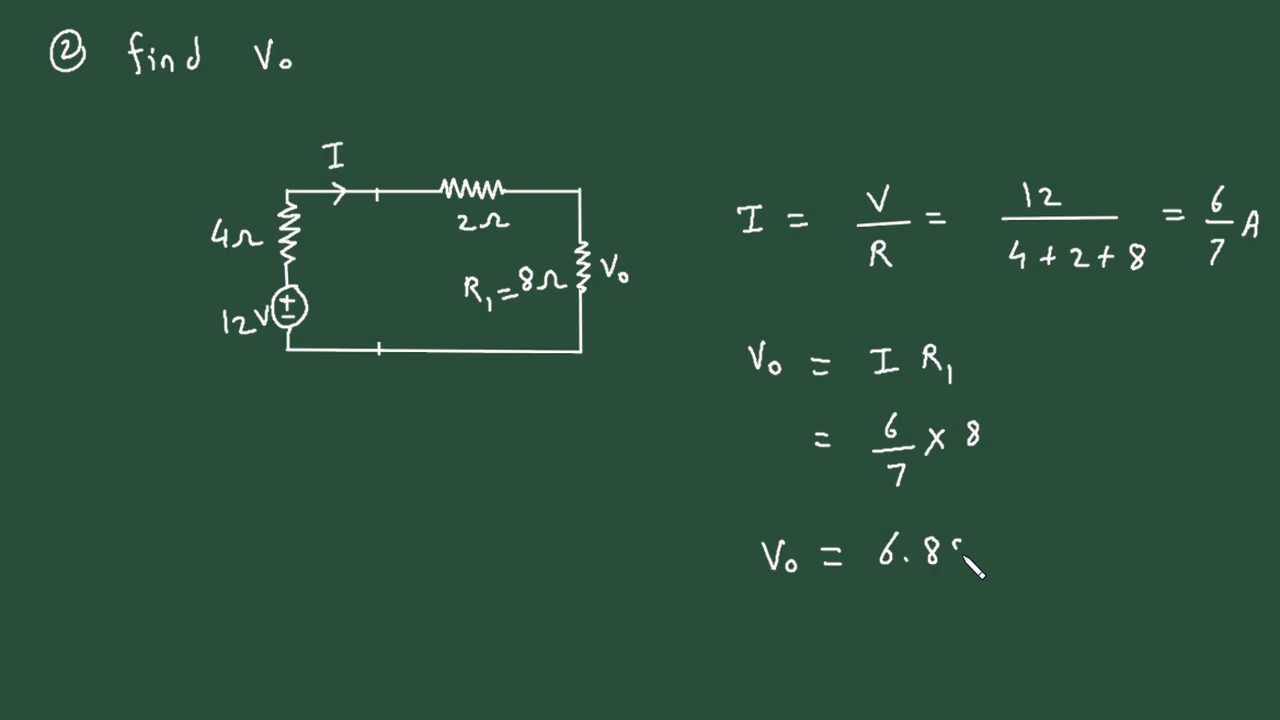 ② find V₀
I
4Ω
2Ω
R₁=8Ω V₀
12V
+
−
I = V/R = 12/(4+2+8) = 6/7 A
V₀ = I R₁
= 6/7 × 8
V₀ = 6.8